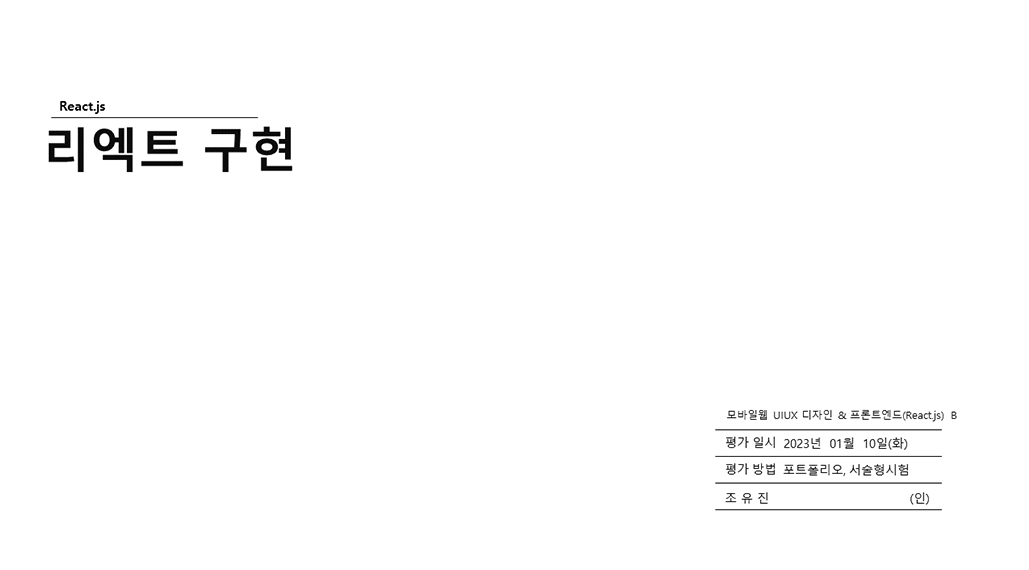 React.js
리엑트 구현
모바일웹 UIUX 디자인 & 프론트엔드(React.js) B
평가 일시 2023년 01월 10일(화)
평가 방법 포트폴리오, 서술형시험
조 유 진 (인)